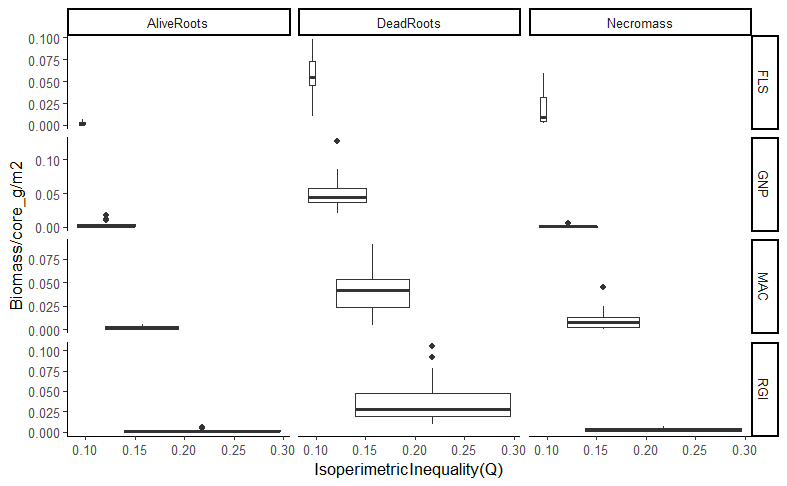 AliveRoots DeadRoots Necromass
0.100
0.075
0.050
0.025
0.000
FLS
0.10
0.05
0.00
GNP
0.075
0.050
0.025
0.000
MAC
0.100
0.075
0.050
0.025
0.000
RGI
Biomass/core_g/m2
0.10 0.15 0.20 0.25 0.30 0.10 0.15 0.20 0.25 0.30 0.10 0.15 0.20 0.25 0.30
IsoperimetricInequality(Q)